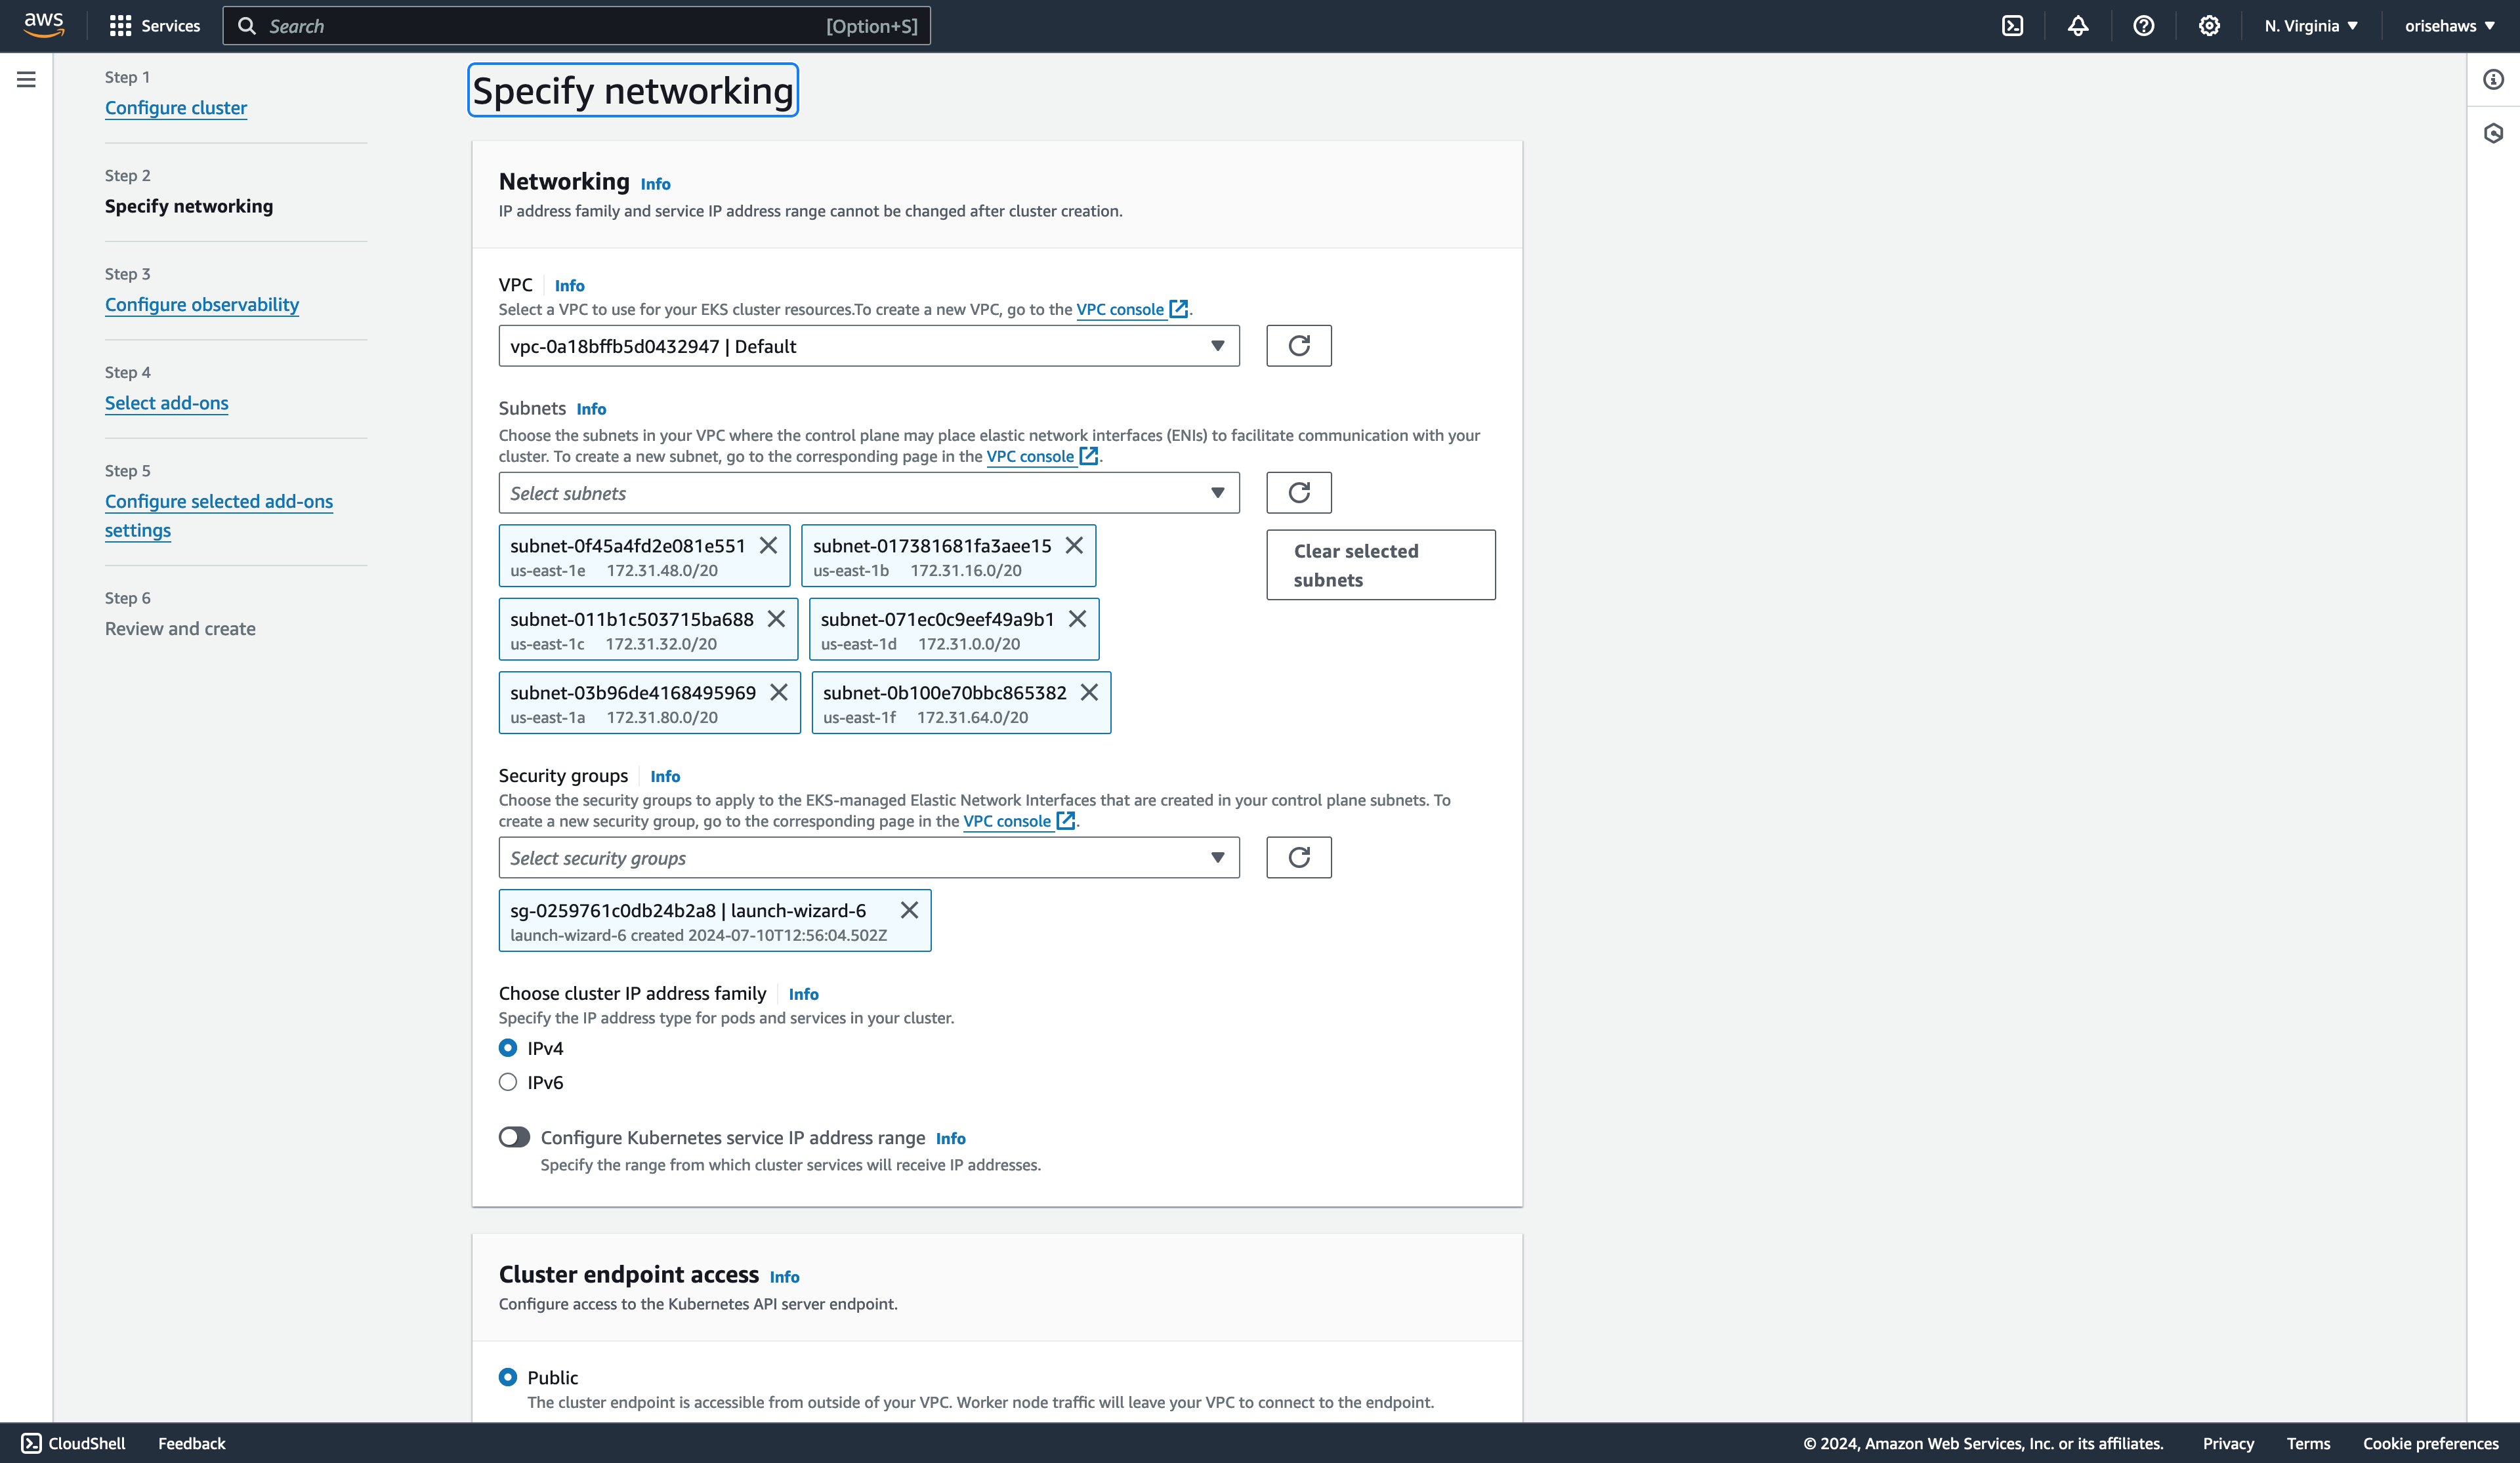 aws
Services
Search
[Option+S]
N. Virginia
orisehaws
Step 1
Configure cluster
Step 2
Specify networking
Step 3
Configure observability
Step 4
Select add-ons
Step 5
Configure selected add-ons
settings
Step 6
Review and create
Specify networking
Networking Info
IP address family and service IP address range cannot be changed after cluster creation.
VPC Info
Select a VPC to use for your EKS cluster resources.To create a new VPC, go to the VPC console.
vpc-0a18bffb5d0432947 | Default
Subnets Info
Choose the subnets in your VPC where the control plane may place elastic network interfaces (ENIs) to facilitate communication with your
cluster. To create a new subnet, go to the corresponding page in the VPC console.
Select subnets
subnet-0f45a4fd2e081e551
us-east-1e 172.31.48.0/20
subnet-017381681fa3aee15
us-east-1b 172.31.16.0/20
Clear selected
subnets
subnet-011b1c503715ba688
us-east-1c 172.31.32.0/20
subnet-071ec0c9eef49a9b1
us-east-1d 172.31.0.0/20
subnet-03b96de4168495969
us-east-1a 172.31.80.0/20
subnet-0b100e70bbc865382
us-east-1f 172.31.64.0/20
Security groups Info
Choose the security groups to apply to the EKS-managed Elastic Network Interfaces that are created in your control plane subnets. To
create a new security group, go to the corresponding page in the VPC console.
Select security groups
sg-0259761c0db24b2a8 | launch-wizard-6
launch-wizard-6 created 2024-07-10T12:56:04.502Z
Choose cluster IP address family Info
Specify the IP address type for pods and services in your cluster.
IPv4
IPv6
Configure Kubernetes service IP address range Info
Specify the range from which cluster services will receive IP addresses.
Cluster endpoint access Info
Configure access to the Kubernetes API server endpoint.
Public
The cluster endpoint is accessible from outside of your VPC. Worker node traffic will leave your VPC to connect to the endpoint.
CloudShell
Feedback
© 2024, Amazon Web Services, Inc. or its affiliates.
Privacy
Terms
Cookie preferences